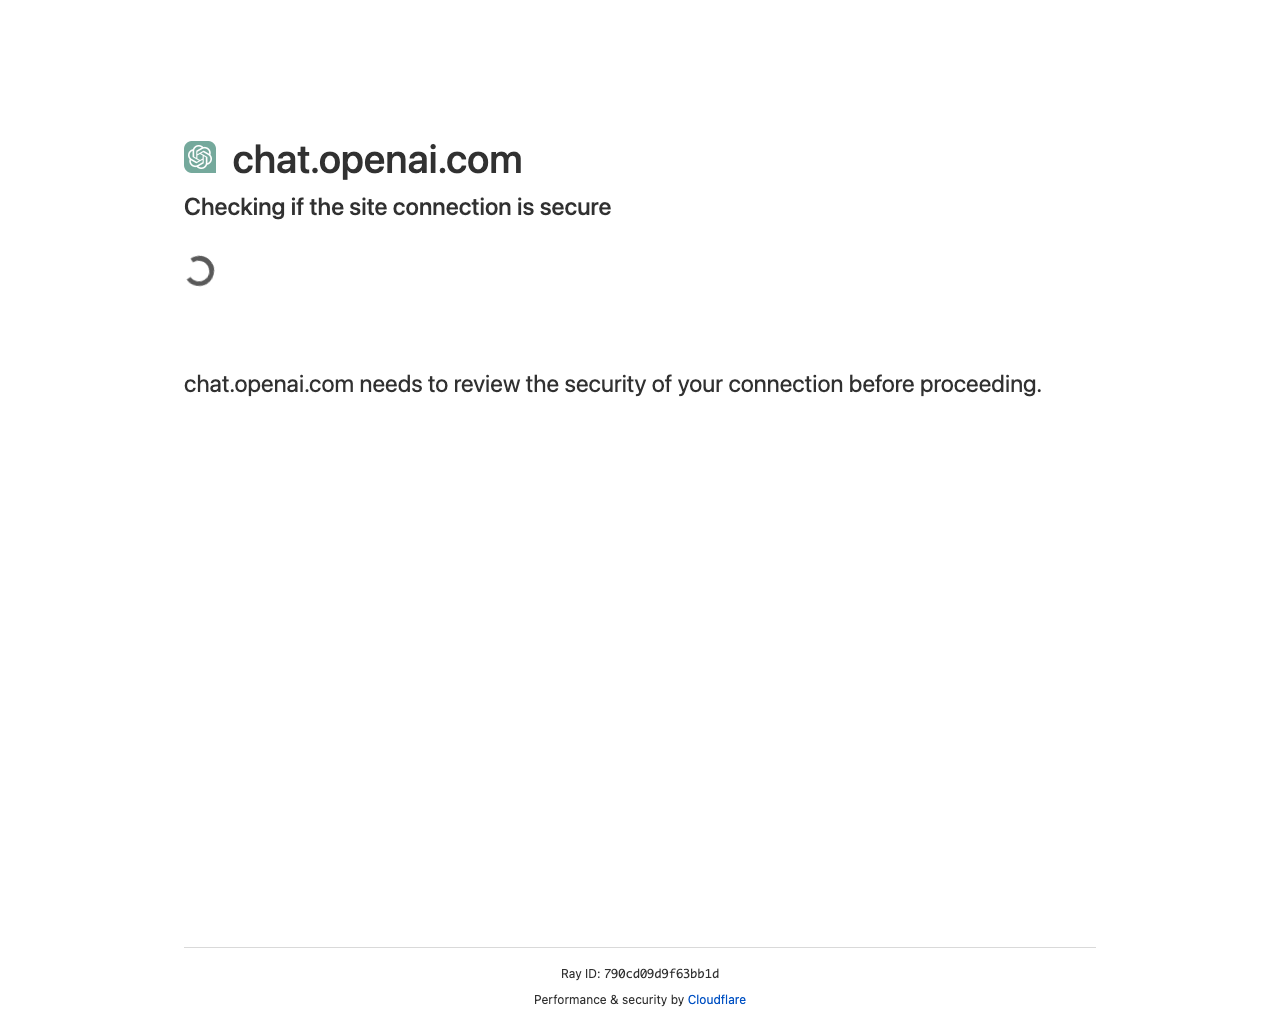 chat.openai.com
Checking if the site connection is secure
chat.openai.com needs to review the security of your connection before proceeding.
Ray ID: 790cd09d9f63bb1d
Performance & security by Cloudflare